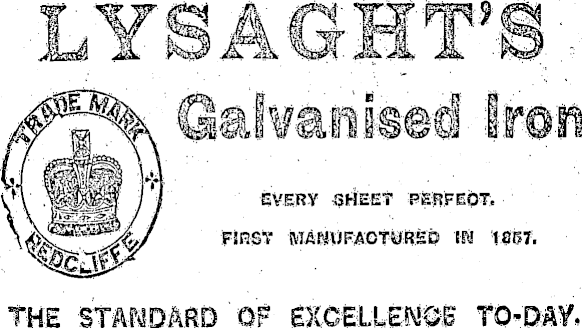 LYSAGHT'S
Galvanised Iron
TRADE MARK
REDCLIFFE
EVERY SHEET PERFECT.
FIRST MANUFACTURED IN 1857.
THE STANDARD OF EXCELLENCE TO-DAY.